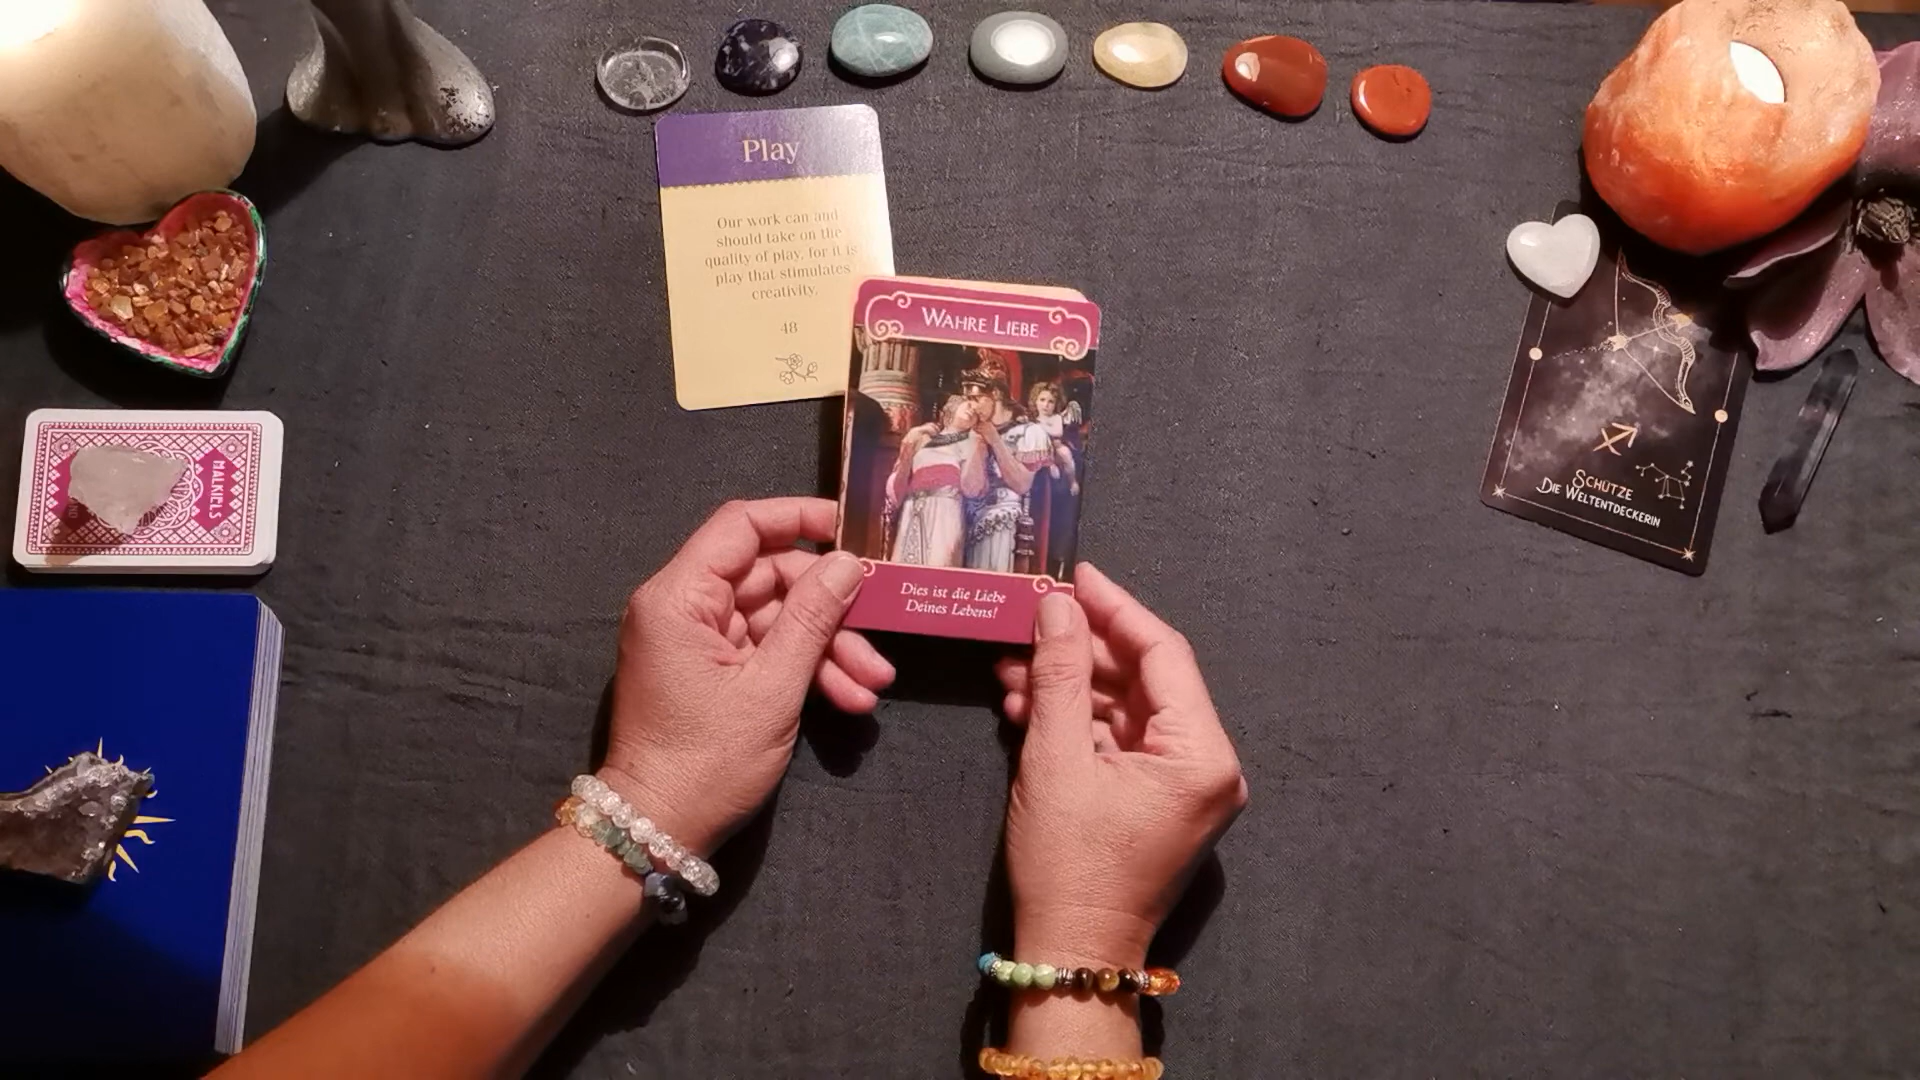 Play
Our work can and
should take on the
quality of play, for it is
play that stimulates
creativity.
48
WAHRE LIEBE
Dies ist die Liebe
Deines Lebens!
MALKIELS
SCHÜTZE
DIE WELTENTDECKERIN